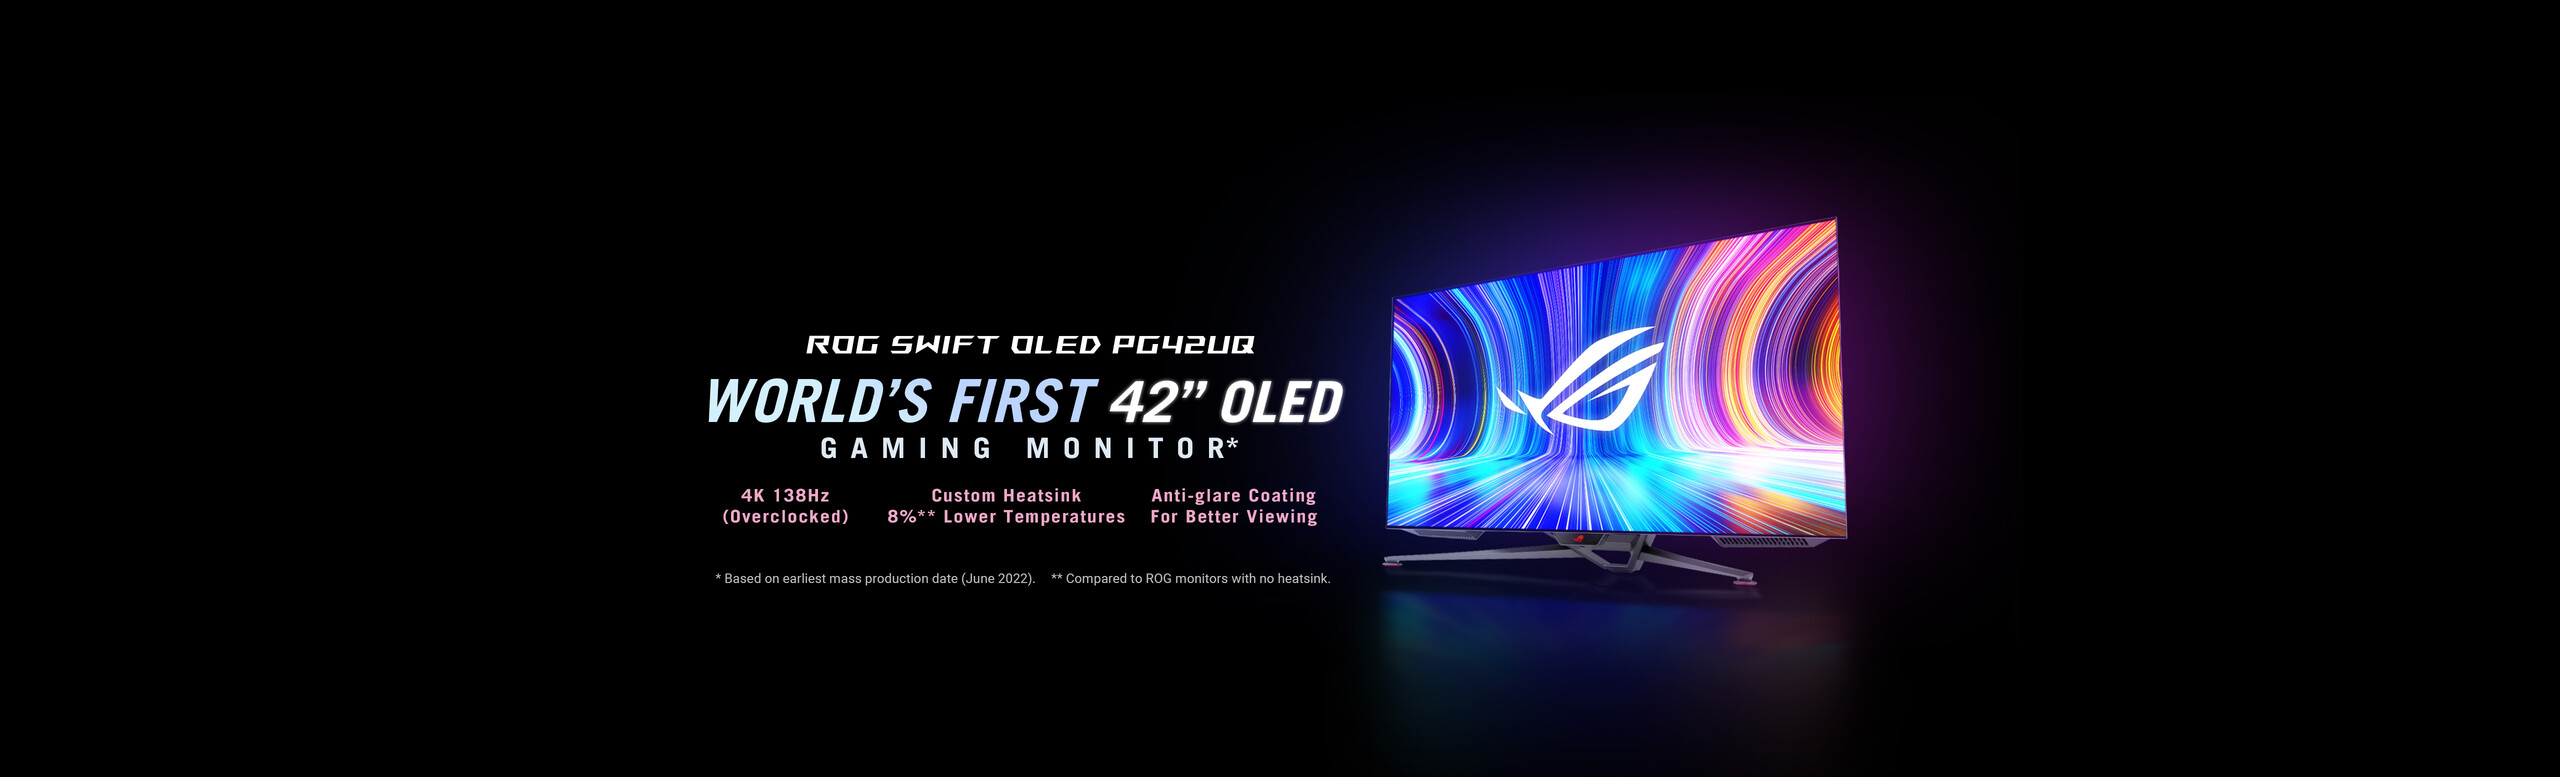 ROG SWIFT OLED PG42UQ
WORLD’S FIRST 42” OLED
GAMING MONITOR*
4K 138Hz
(Overclocked)
Custom Heatsink
8%** Lower Temperatures
Anti-glare Coating
For Better Viewing
* Based on earliest mass production date (June 2022).
** Compared to ROG monitors with no heatsink.